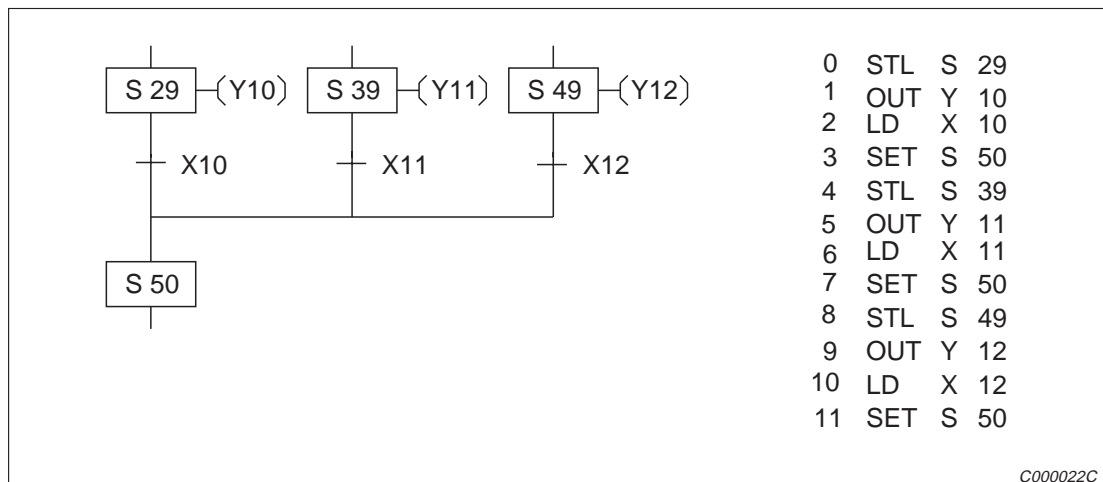 S 29 (Y10) S 39 (Y11) S 49 (Y12)
X10 X11 X12
S 50
0 STL S 29
1 OUT Y 10
2 LD X 10
3 SET S 50
4 STL S 39
5 OUT Y 11
6 LD X 11
7 SET S 50
8 STL S 49
9 OUT Y 12
10 LD X 12
11 SET S 50
C000022C